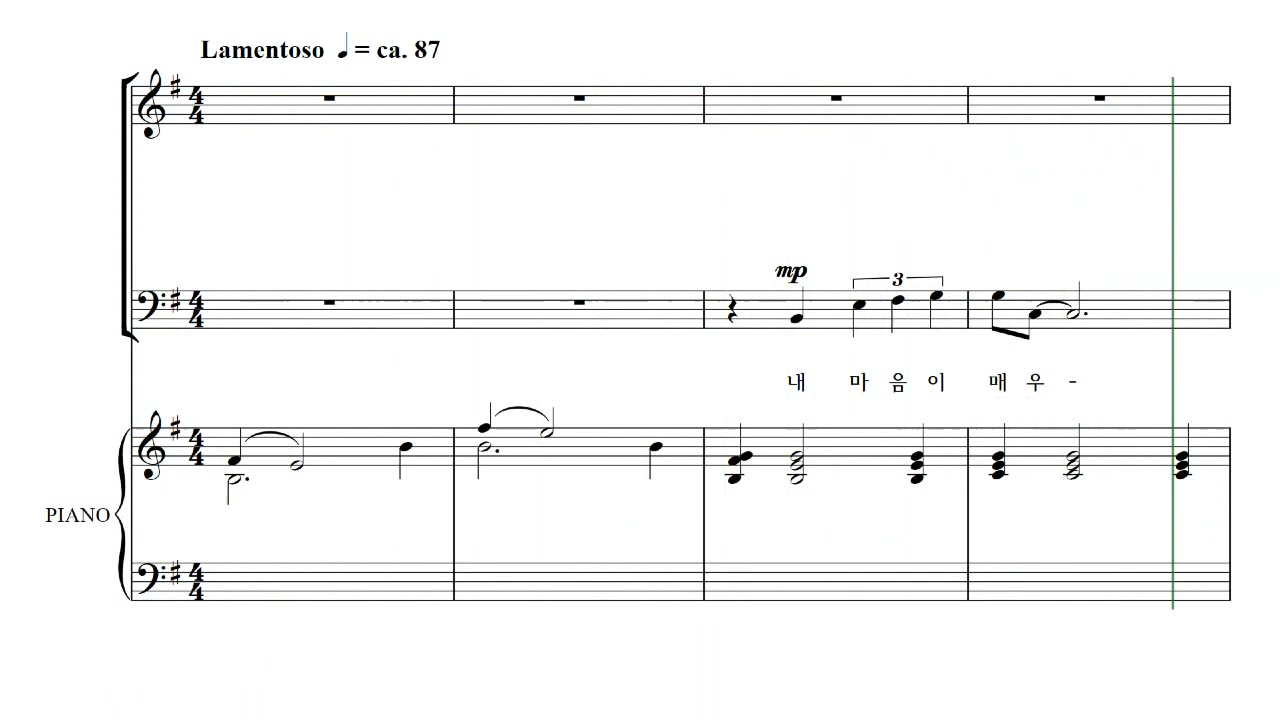 Lamentoso ♩ = ca. 87
mp
3
내 마 음 이 매 우 -
PIANO